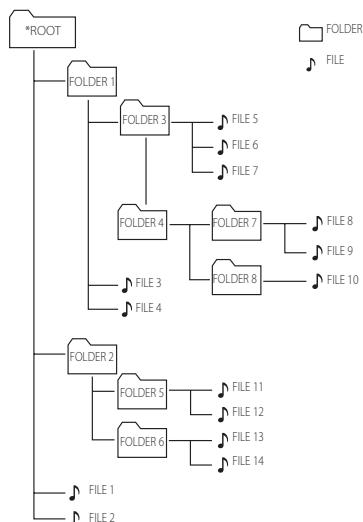 *ROOT
FOLDER
FILE
FOLDER 1
FOLDER 3
FILE 5
FILE 6
FILE 7
FOLDER 4
FOLDER 7
FILE 8
FILE 9
FOLDER 8
FILE 10
FILE 3
FILE 4
FOLDER 2
FOLDER 5
FILE 11
FILE 12
FOLDER 6
FILE 13
FILE 14
FILE 1
FILE 2